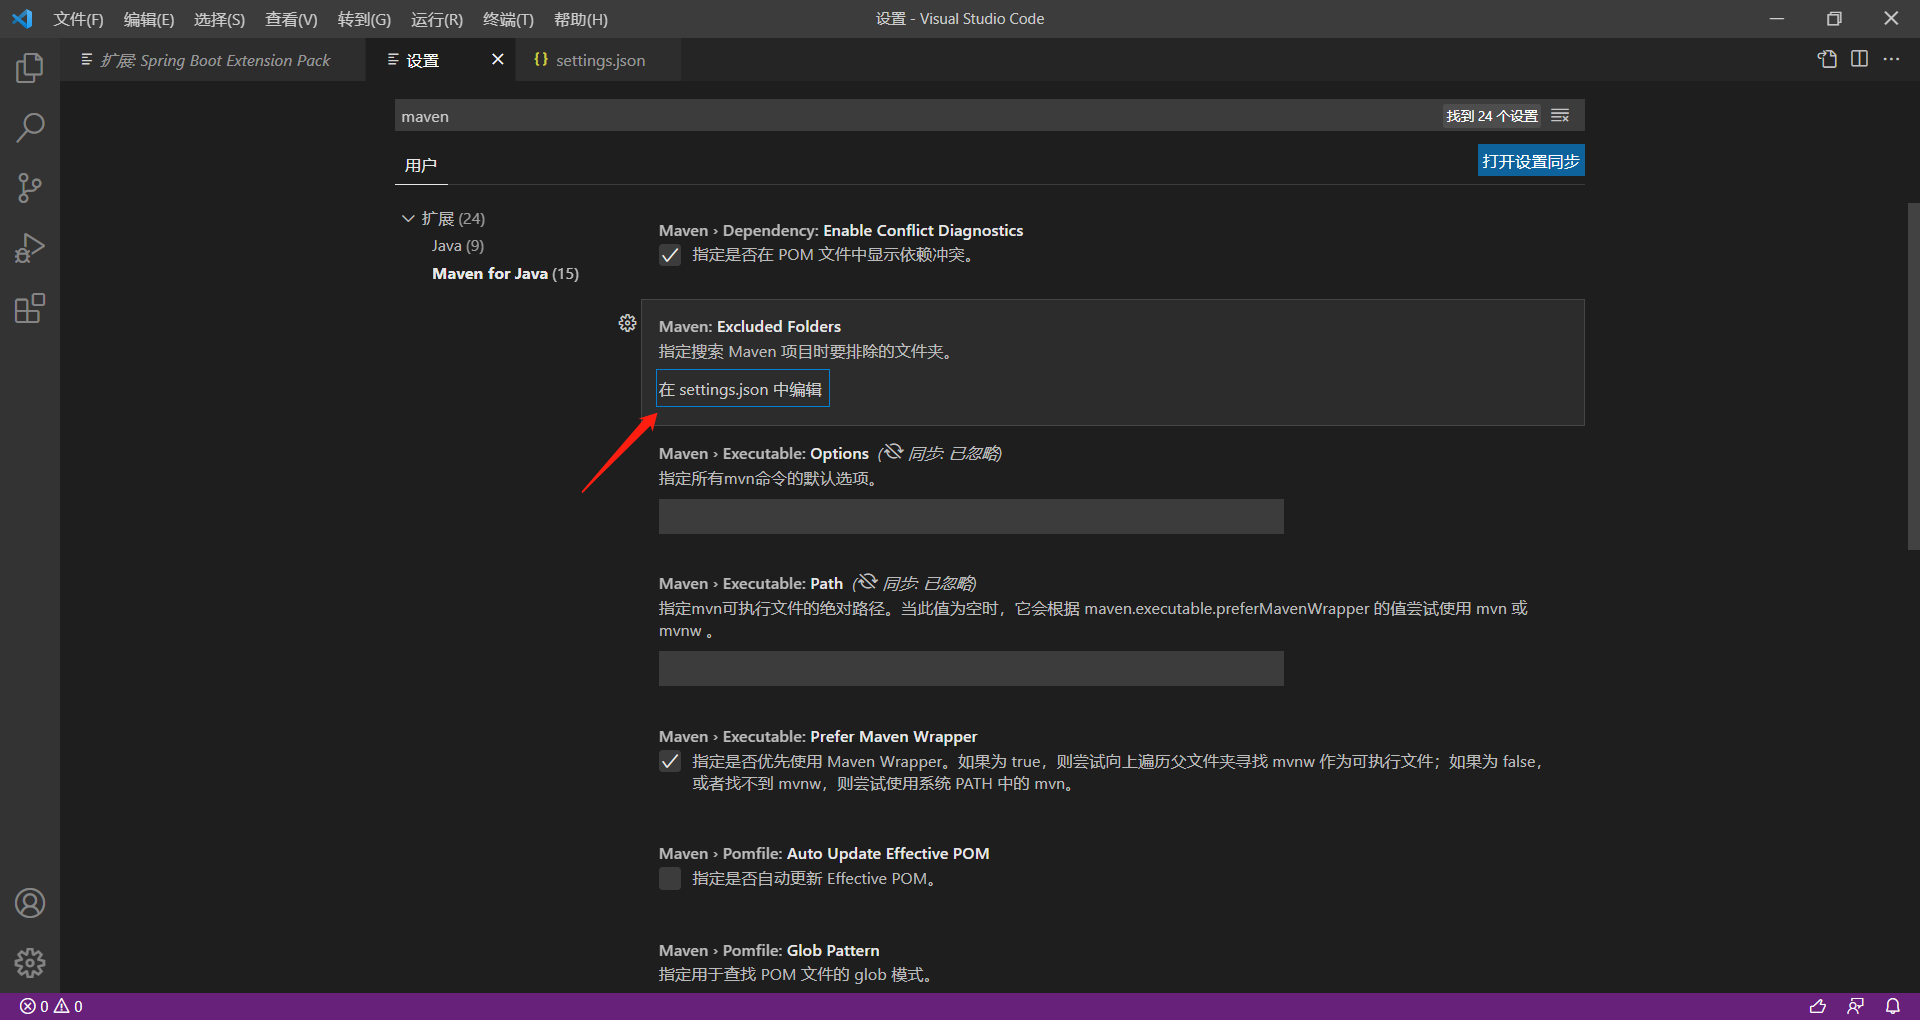 文件(F) 编辑(E) 选择(S) 查看(V) 转到(G) 运行(R) 终端(T) 帮助(H) 设置 - Visual Studio Code
扩展: Spring Boot Extension Pack 设置 settings.json
maven 找到 24 个设置
用户 打开设置同步
扩展 (24)
Java (9)
Maven for Java (15)
Maven › Dependency: Enable Conflict Diagnostics
指定是否在 POM 文件中显示依赖冲突。
Maven: Excluded Folders
指定搜索 Maven 项目时要排除的文件夹。
在 settings.json 中编辑
Maven › Executable: Options (同步: 已忽略)
指定所有mvn命令的默认选项。
Maven › Executable: Path (同步: 已忽略)
指定mvn可执行文件的绝对路径。当此值为空时，它会根据 maven.executable.preferMavenWrapper 的值尝试使用 mvn 或
mvnw 。
Maven › Executable: Prefer Maven Wrapper
指定是否优先使用 Maven Wrapper。如果为 true，则尝试向上遍历父文件夹寻找 mvnw 作为可执行文件；如果为 false，
或者找不到 mvnw，则尝试使用系统 PATH 中的 mvn。
Maven › Pomfile: Auto Update Effective POM
指定是否自动更新 Effective POM。
Maven › Pomfile: Glob Pattern
指定用于查找 POM 文件的 glob 模式。
0 0